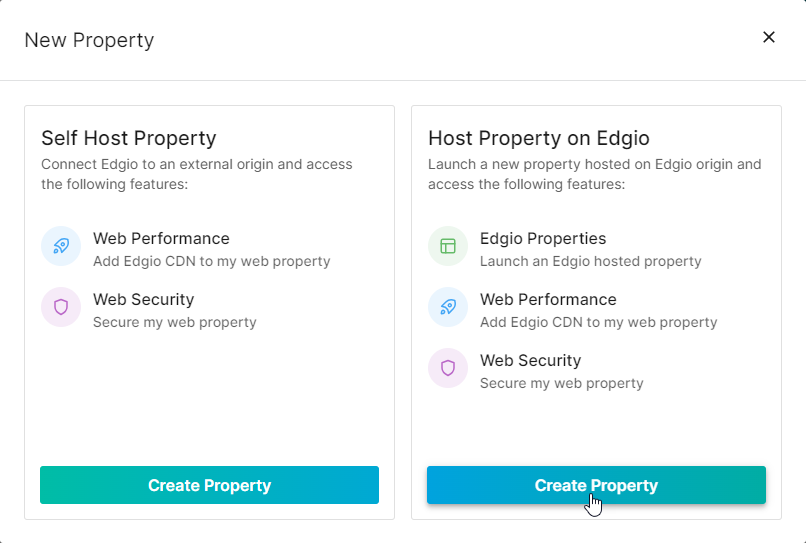 New Property
Self Host Property
Connect Edgio to an external origin and access
the following features:
Web Performance
Add Edgio CDN to my web property
Web Security
Secure my web property
Create Property
Host Property on Edgio
Launch a new property hosted on Edgio origin and
access the following features:
Edgio Properties
Launch an Edgio hosted property
Web Performance
Add Edgio CDN to my web property
Web Security
Secure my web property
Create Property